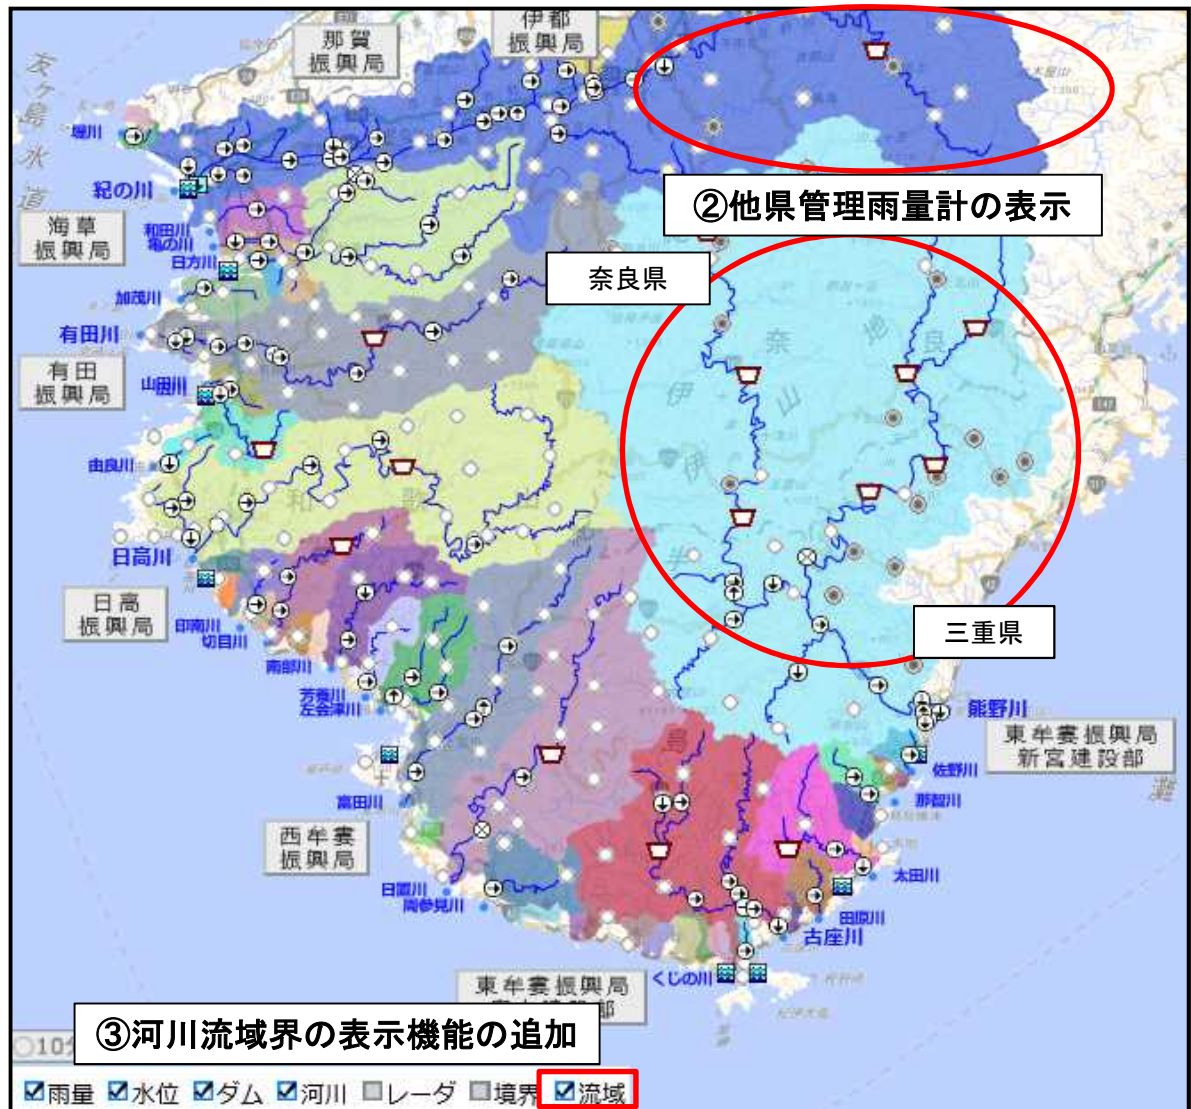 伊都
振興局
那賀
振興局
友ヶ島水道
堀川
紀の川
②他県管理雨量計の表示
海草
振興局
和田川
亀の川
日方川
奈良県
加茂川
有田川
有田
振興局
山田川
由良川
日高川
日高
振興局
印南川
切目川
南部川
芳養川
左会津川
三重県
熊野川
東牟婁振興局
新宮建設部
佐野川
那智川
富田川
西牟婁
振興局
日置川
周参見川
太田川
田原川
古座川
くじの川
東牟婁振興局
③河川流域界の表示機能の追加
雨量 水位 ダム 河川 レーダ 境界 流域